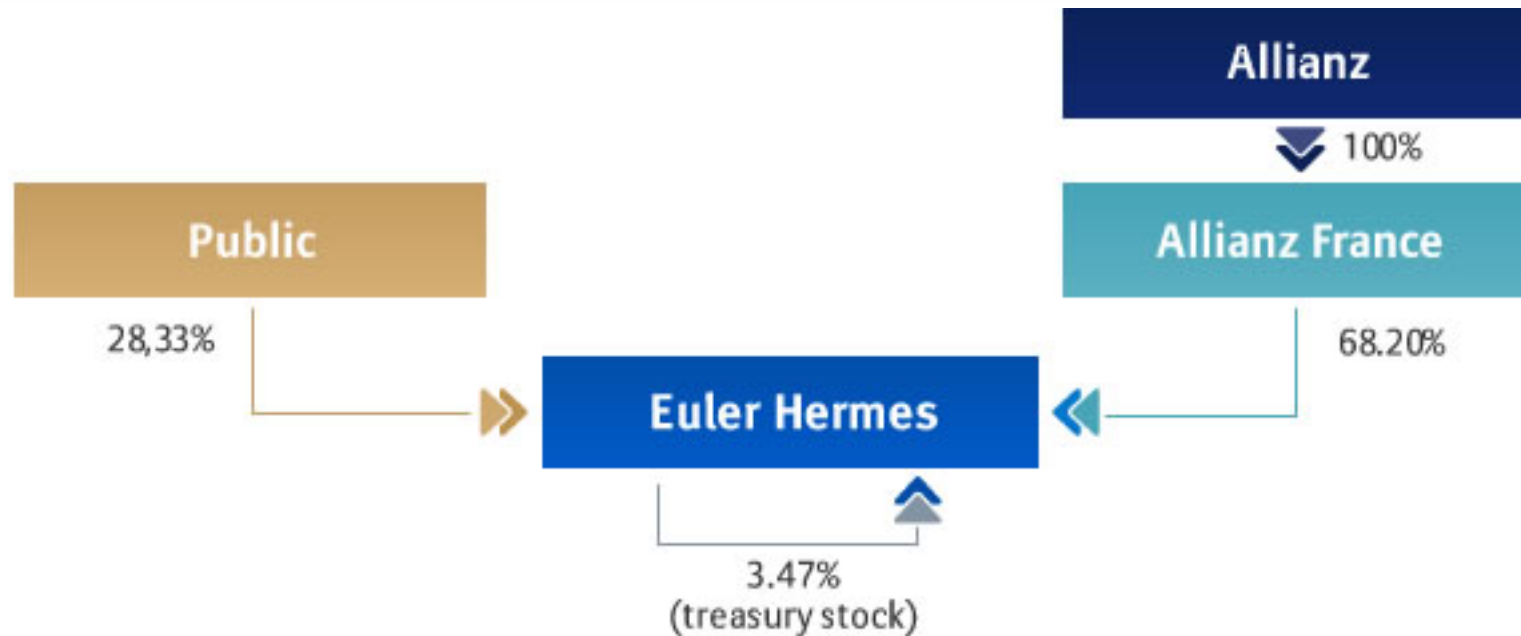 Allianz
100%
Public
Allianz France
28,33%
68.20%
Euler Hermes
3.47%
(treasury stock)